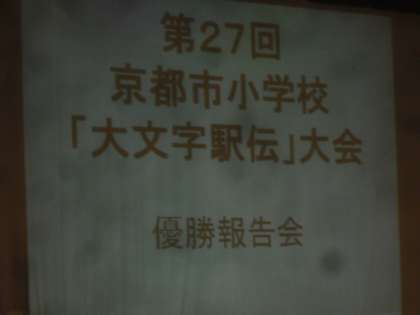 第27回
京都市小学校
「大文字駅伝」大会
優勝報告会